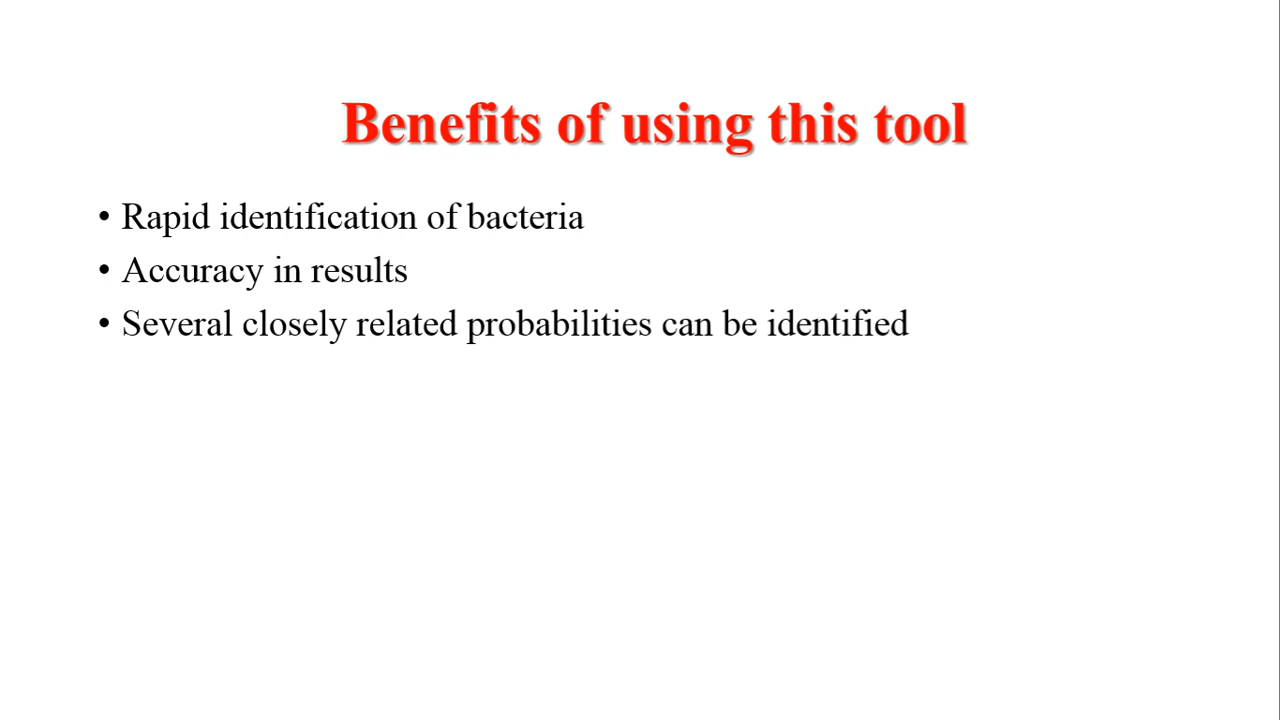 Benefits of using this tool
• Rapid identification of bacteria
• Accuracy in results
• Several closely related probabilities can be identified